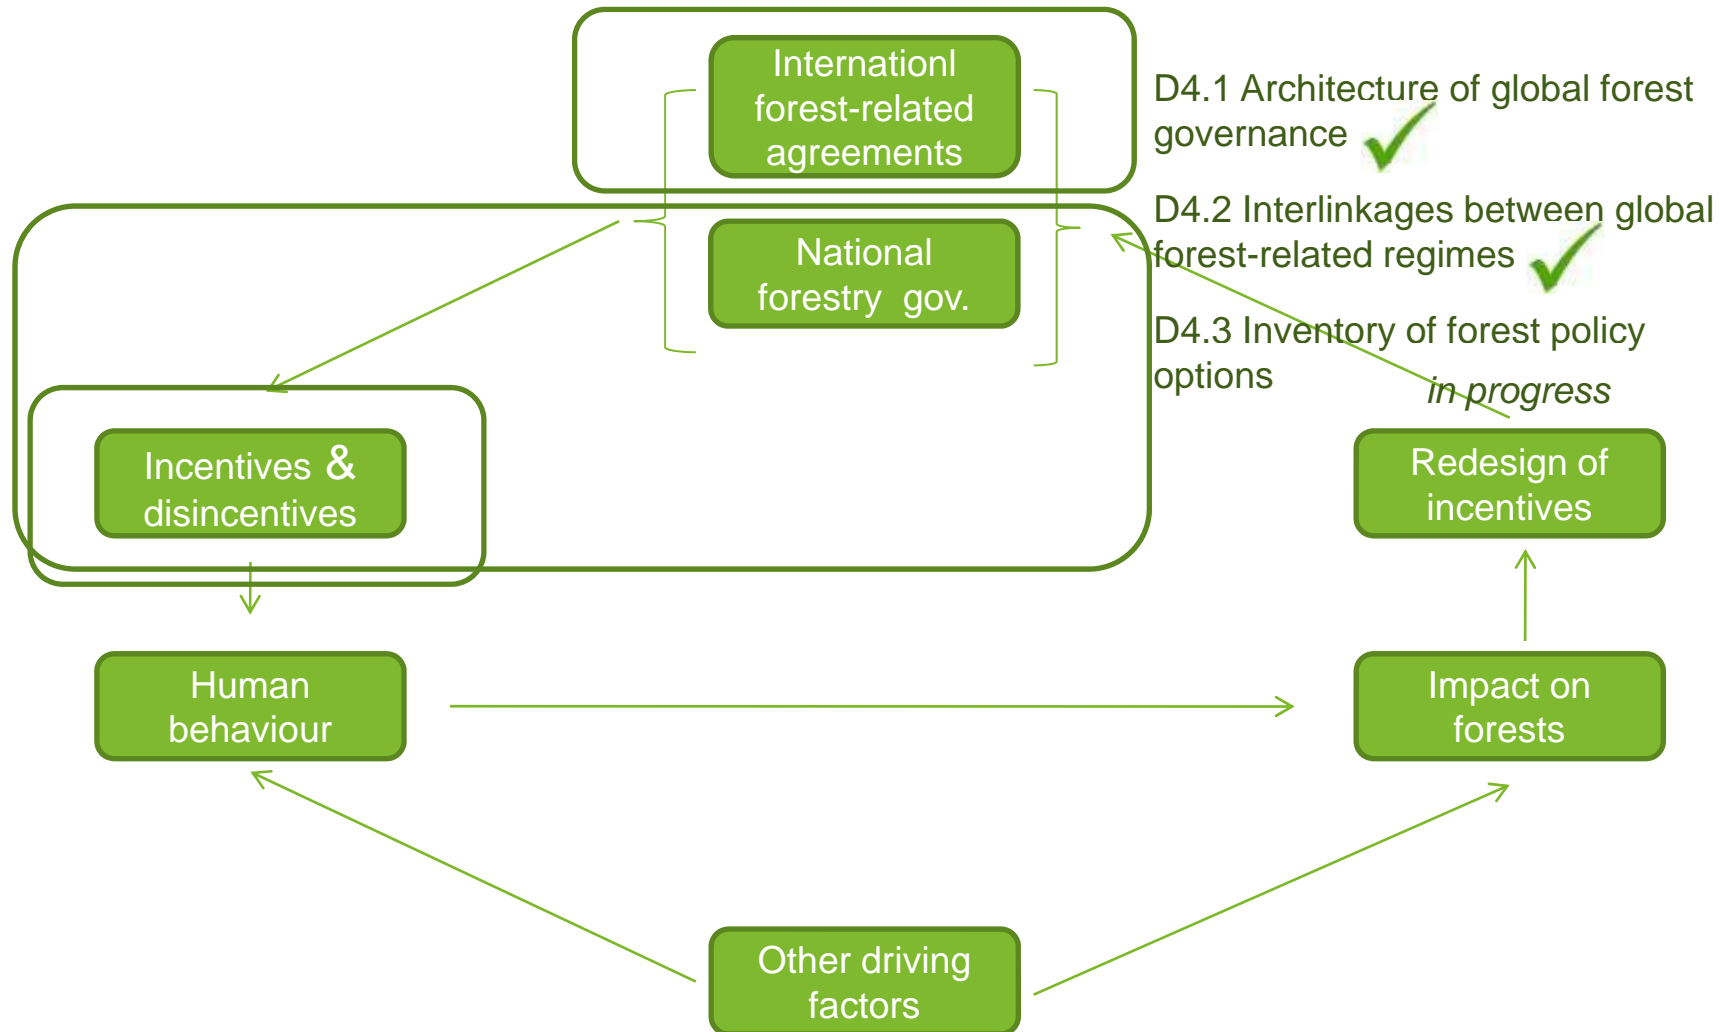 Internationl
forest-related
agreements
D4.1 Architecture of global forest
governance
D4.2 Interlinkages between global
forest-related regimes
National
forestry gov.
D4.3 Inventory of forest policy
options
in progress
Incentives &
disincentives
Redesign of
incentives
Human
behaviour
Impact on
forests
Other driving
factors